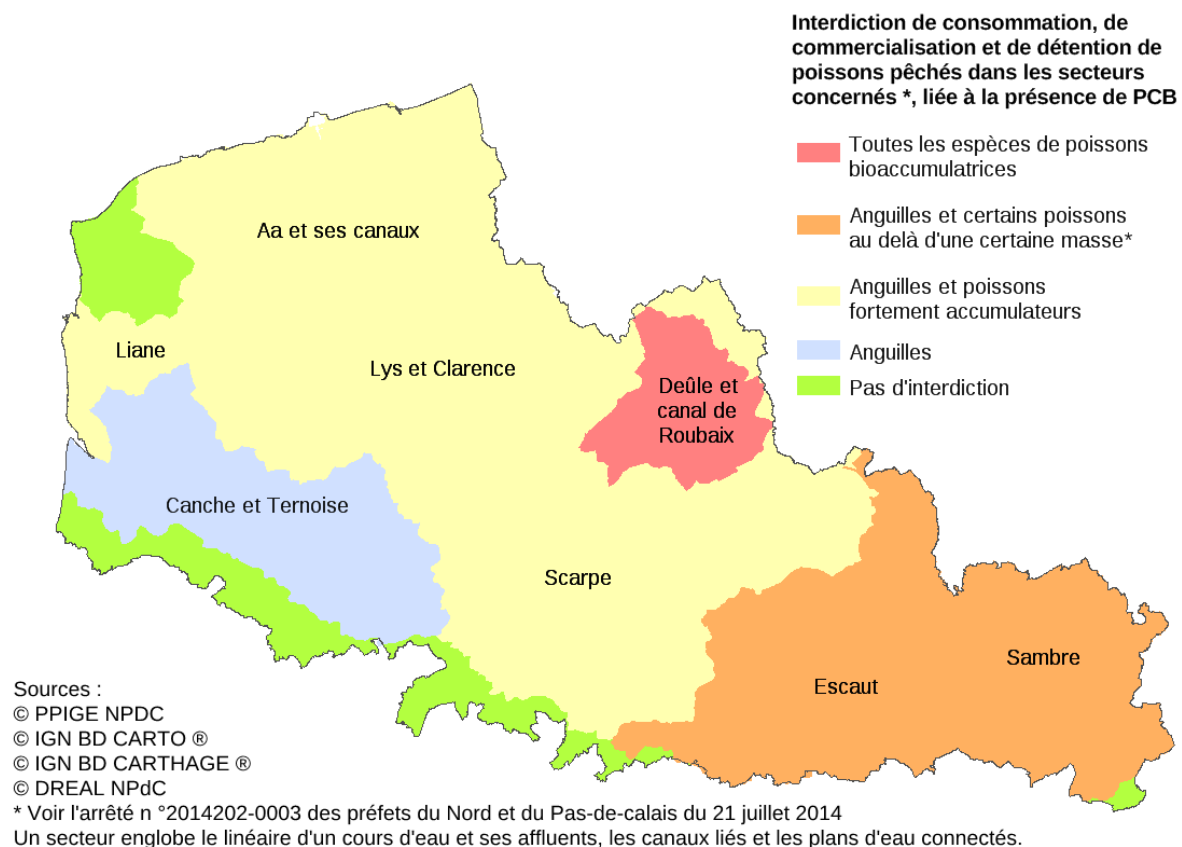 Interdiction de consommation, de
commercialisation et de détention de
poissons pêchés dans les secteurs
concernés *, liée à la présence de PCB
Toutes les espèces de poissons
bioaccumulatrices
Anguilles et certains poissons
au delà d'une certaine masse*
Anguilles et poissons
fortement accumulateurs
Anguilles
Pas d'interdiction
Aa et ses canaux
Liane
Lys et Clarence
Deûle et
canal de
Roubaix
Canche et Ternoise
Scarpe
Sambre
Escaut
Sources :
© PPIGE NPDC
© IGN BD CARTO ®
© IGN BD CARTHAGE ®
© DREAL NPdC
* Voir l'arrêté n °2014202-0003 des préfets du Nord et du Pas-de-calais du 21 juillet 2014
Un secteur englobe le linéaire d'un cours d'eau et ses affluents, les canaux liés et les plans d'eau connectés.